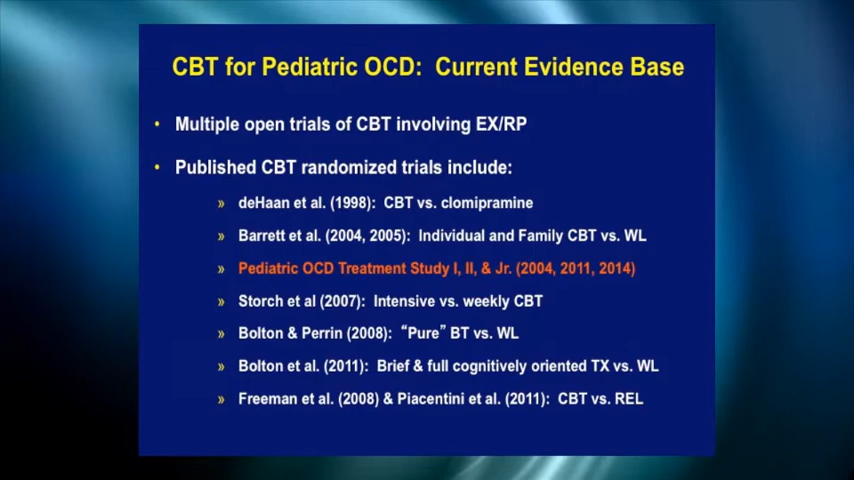 CBT for Pediatric OCD: Current Evidence Base
• Multiple open trials of CBT involving EX/RP
• Published CBT randomized trials include:
» deHaan et al. (1998): CBT vs. clomipramine
» Barrett et al. (2004, 2005): Individual and Family CBT vs. WL
» Pediatric OCD Treatment Study I, II, & Jr. (2004, 2011, 2014)
» Storch et al (2007): Intensive vs. weekly CBT
» Bolton & Perrin (2008): “Pure” BT vs. WL
» Bolton et al. (2011): Brief & full cognitively oriented TX vs. WL
» Freeman et al. (2008) & Piacentini et al. (2011): CBT vs. REL